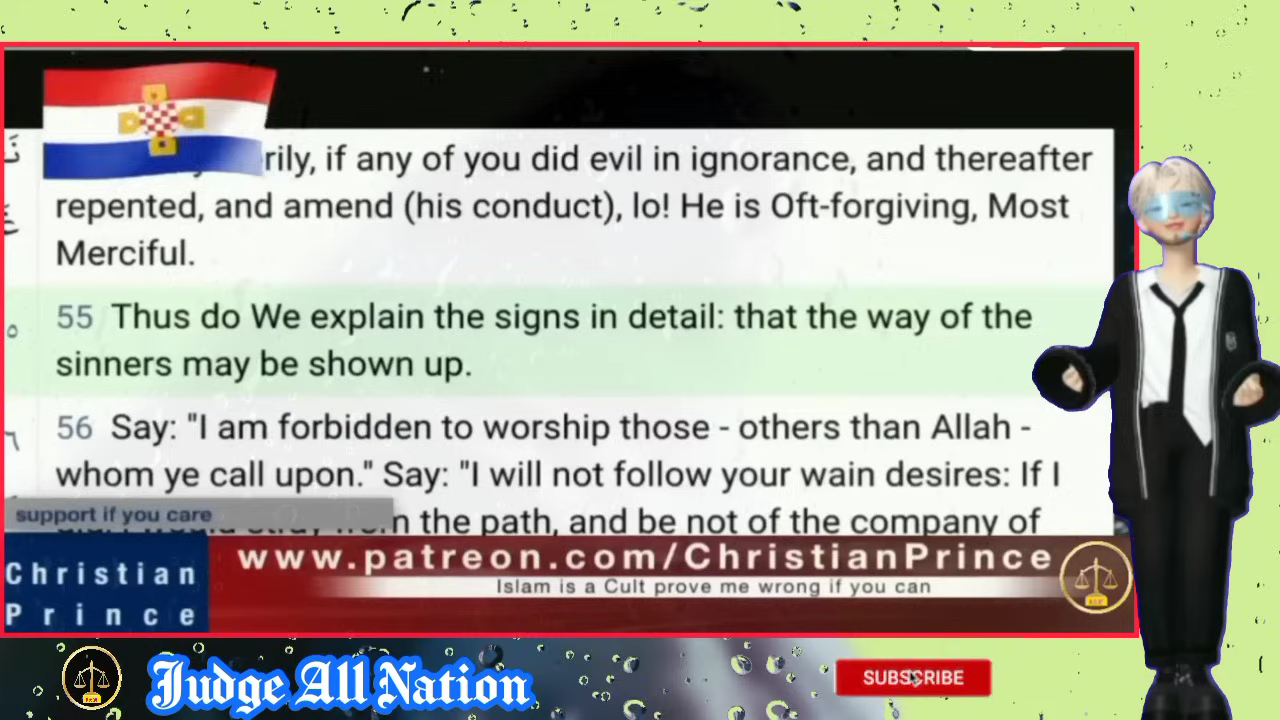 rily, if any of you did evil in ignorance, and thereafter
repented, and amend (his conduct), lo! He is Oft-forgiving, Most
Merciful.
55 Thus do We explain the signs in detail: that the way of the
sinners may be shown up.
56 Say: "I am forbidden to worship those - others than Allah -
whom ye call upon." Say: "I will not follow your wain desires: If I
would stray from the path, and be not of the company of
support if you care
Christian
Prince
www.patreon.com/ChristianPrince
Islam is a Cult prove me wrong if you can
Judge All Nation
SUBSCRIBE